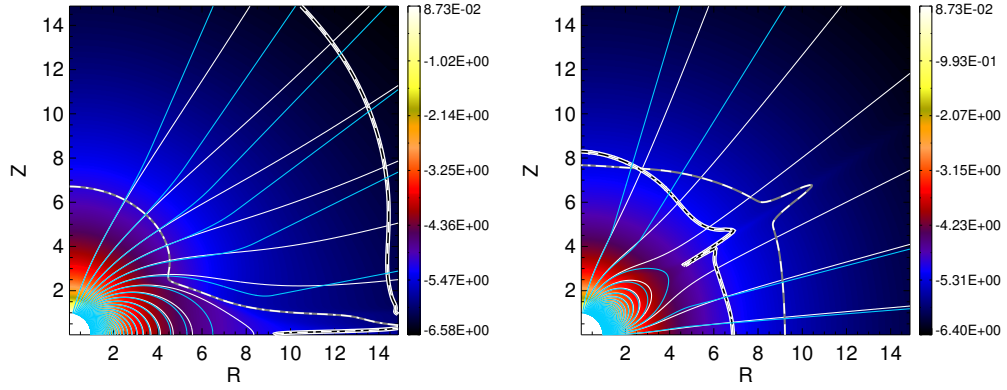 14
12
10
8
6
4
2
Z
2 4 6 8 10 12 14
R
8.73E-02
-1.02E+00
-2.14E+00
-3.25E+00
-4.36E+00
-5.47E+00
-6.58E+00
14
12
10
8
6
4
2
Z
2 4 6 8 10 12 14
R
8.73E-02
-9.93E-01
-2.07E+00
-3.15E+00
-4.23E+00
-5.31E+00
-6.40E+00